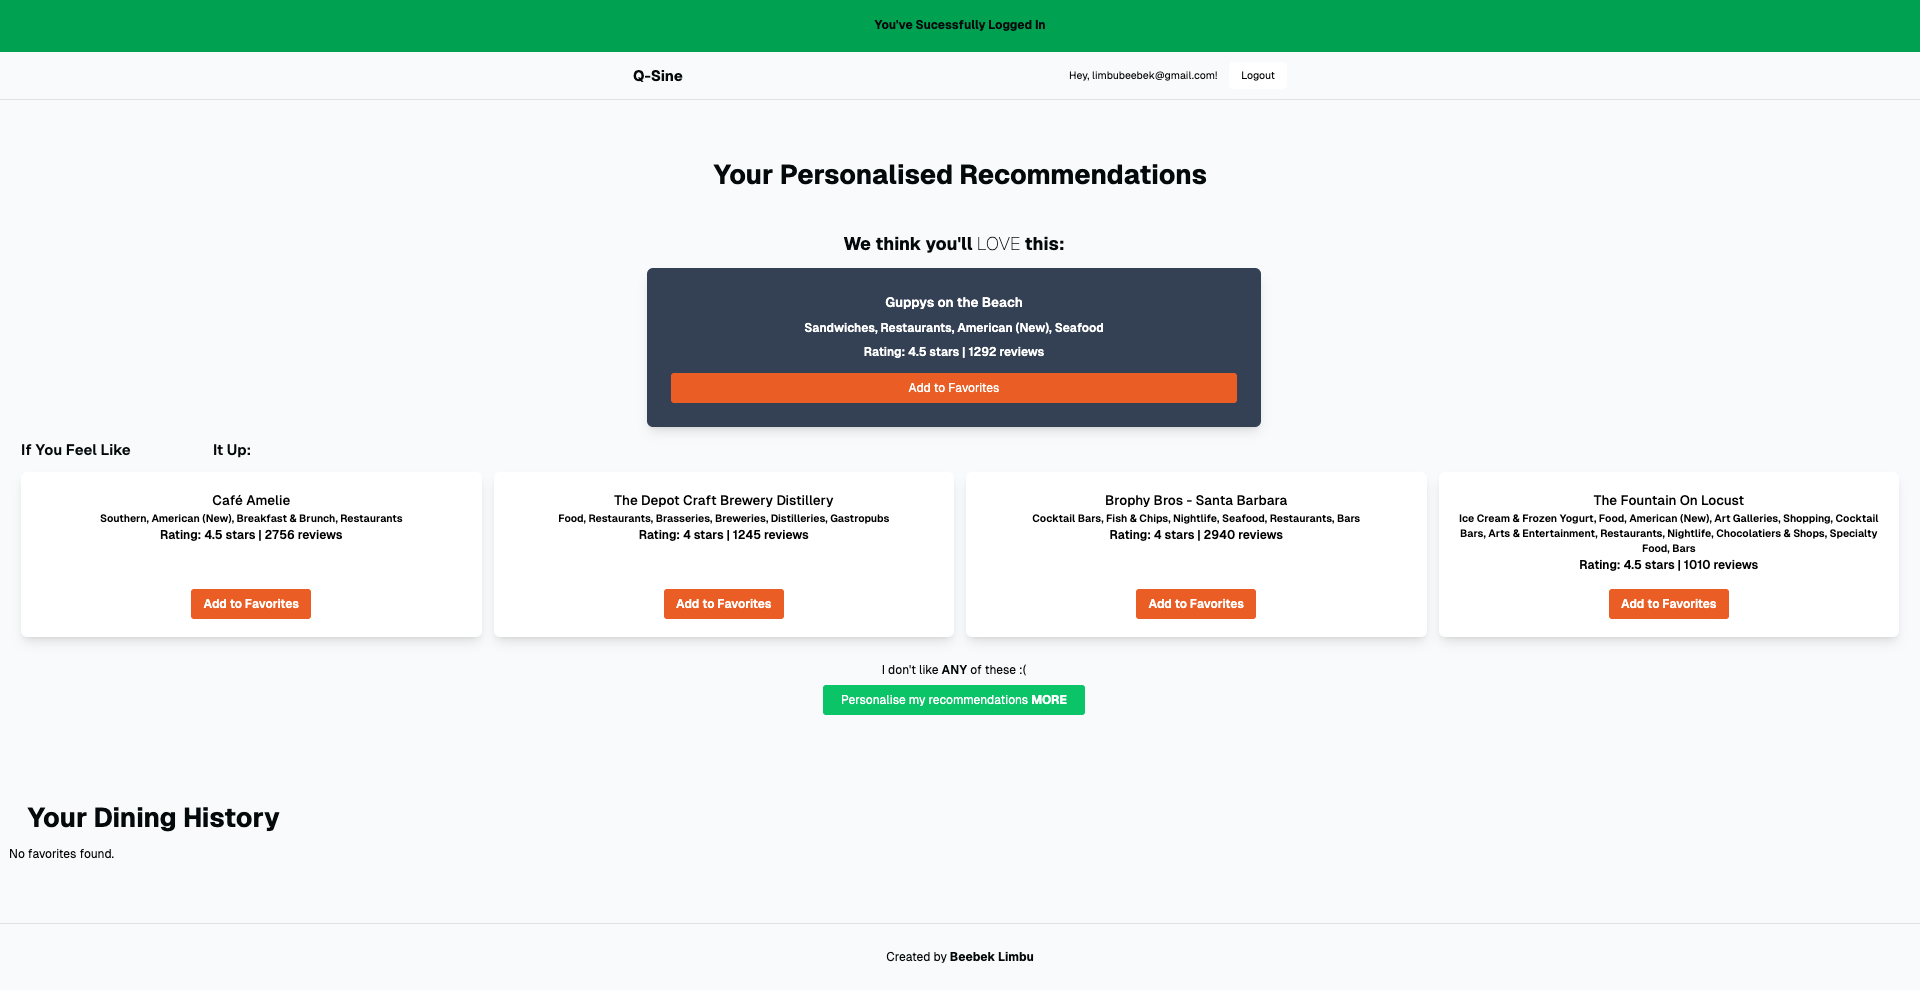 You've Sucessfully Logged In
Q-Sine
Hey, limbubeebek@gmail.com!
Logout
Your Personalised Recommendations
We think you'll LOVE this:
Guppys on the Beach
Sandwiches, Restaurants, American (New), Seafood
Rating: 4.5 stars | 1292 reviews
Add to Favorites
If You Feel Like It Up:
Café Amelie
Southern, American (New), Breakfast & Brunch, Restaurants
Rating: 4.5 stars | 2756 reviews
Add to Favorites
The Depot Craft Brewery Distillery
Food, Restaurants, Brasseries, Breweries, Distilleries, Gastropubs
Rating: 4 stars | 1245 reviews
Add to Favorites
Brophy Bros - Santa Barbara
Cocktail Bars, Fish & Chips, Nightlife, Seafood, Restaurants, Bars
Rating: 4 stars | 2940 reviews
Add to Favorites
The Fountain On Locust
Ice Cream & Frozen Yogurt, Food, American (New), Art Galleries, Shopping, Cocktail
Bars, Arts & Entertainment, Restaurants, Nightlife, Chocolatiers & Shops, Specialty
Food, Bars
Rating: 4.5 stars | 1010 reviews
Add to Favorites
I don't like ANY of these :(
Personalise my recommendations MORE
Your Dining History
No favorites found.
Created by Beebek Limbu